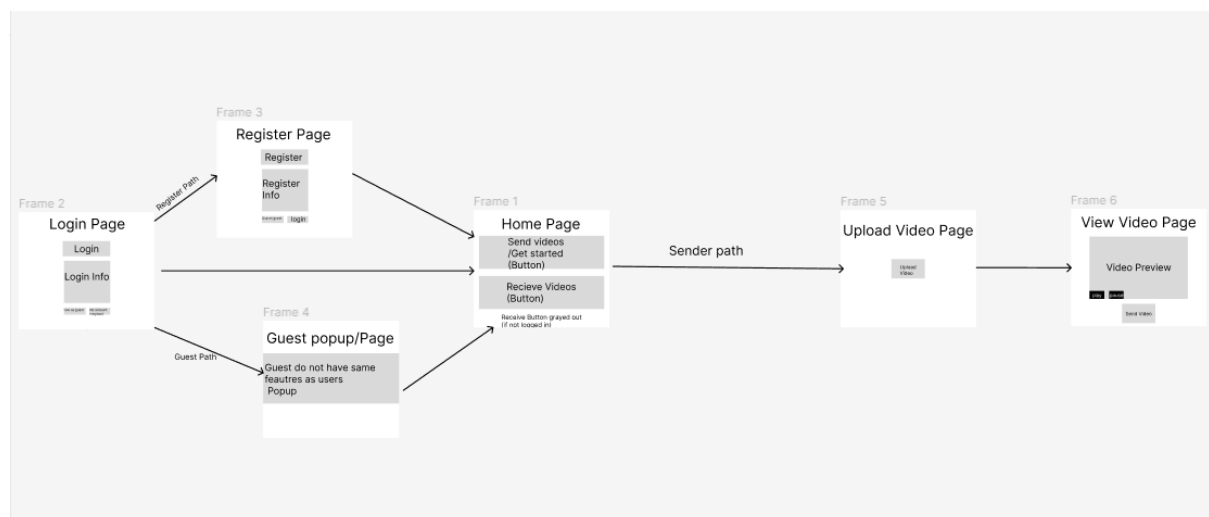 Frame 3
Register Page
Register
Register
Info
login
Register Path
Frame 2
Login Page
Login
Login Info
Frame 4
Guest popup/Page
Guest do not have same
feautres as users
Popup
Guest Path
Frame 1
Home Page
Send videos
/Get started
(Button)
Recieve Videos
(Button)
Receive Button grayed out
(if not logged in)
Sender path
Frame 5
Upload Video Page
Upload
Video
Frame 6
View Video Page
Video Preview
play
pause
Send Video